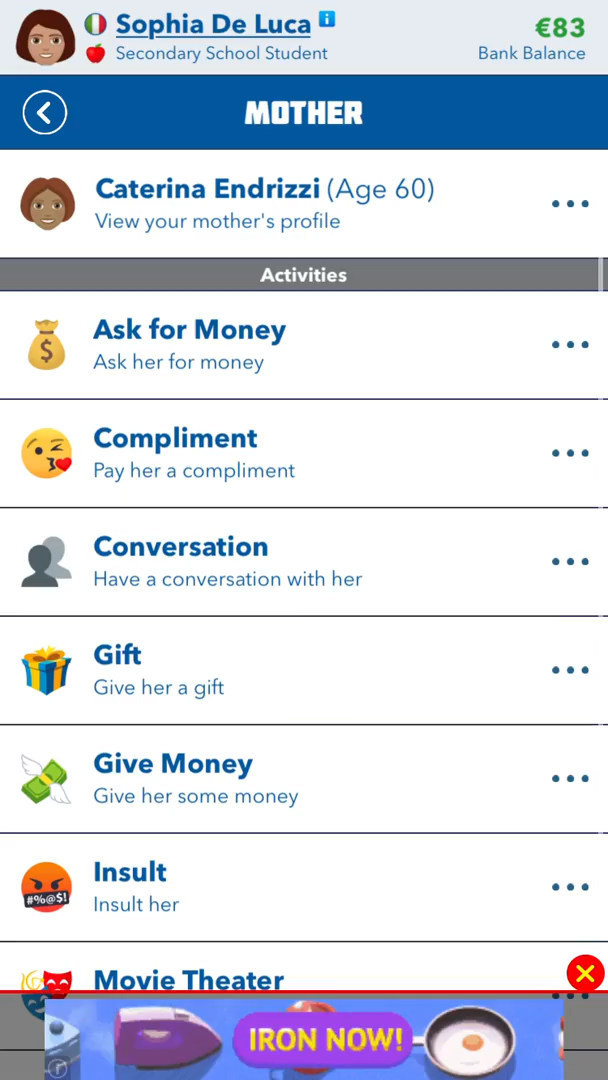 Sophia De Luca
€83
Secondary School Student
Bank Balance
MOTHER
Caterina Endrizzi (Age 60)
View your mother's profile
Activities
Ask for Money
Ask her for money
Compliment
Pay her a compliment
Conversation
Have a conversation with her
Gift
Give her a gift
Give Money
Give her some money
#%@$!
Insult
Insult her
Movie Theater
IRON NOW!